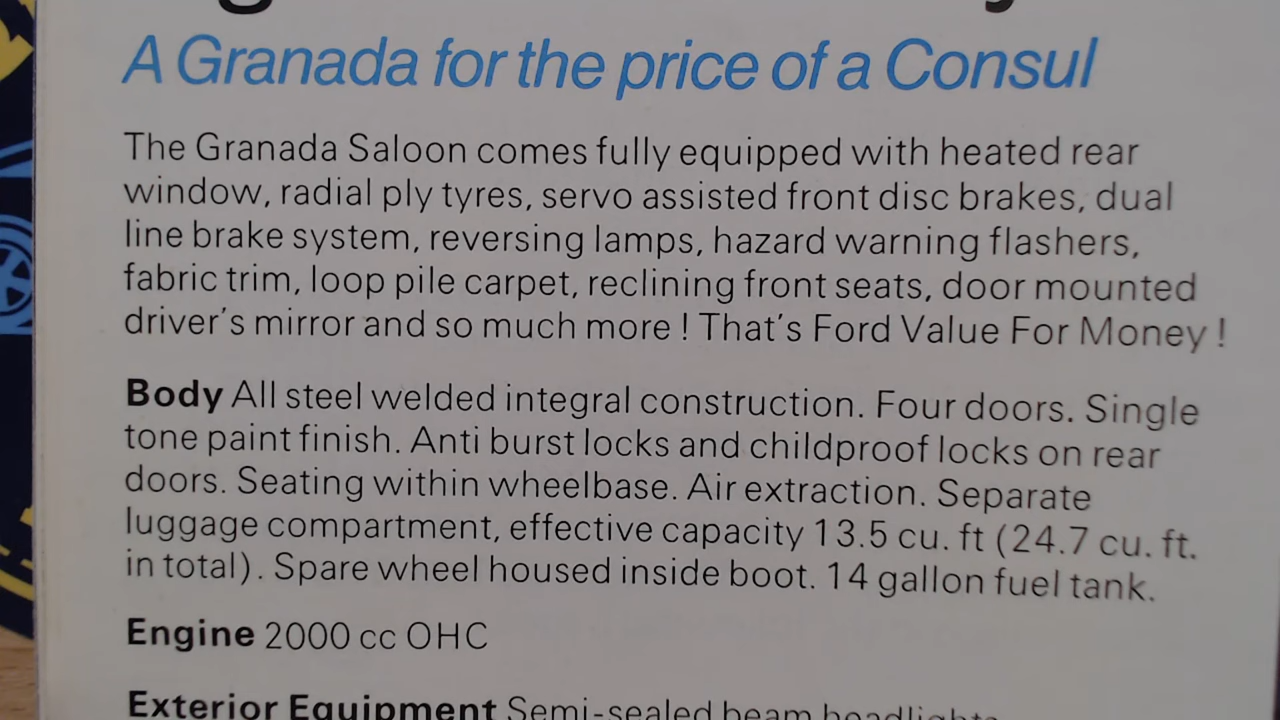 A Granada for the price of a Consul
The Granada Saloon comes fully equipped with heated rear
window, radial ply tyres, servo assisted front disc brakes, dual
line brake system, reversing lamps, hazard warning flashers,
fabric trim, loop pile carpet, reclining front seats, door mounted
driver's mirror and so much more ! That's Ford Value For Money !
Body All steel welded integral construction. Four doors. Single
tone paint finish. Anti burst locks and childproof locks on rear
doors. Seating within wheelbase. Air extraction. Separate
luggage compartment, effective capacity 13.5 cu. ft (24.7 cu. ft.
in total). Spare wheel housed inside boot. 14 gallon fuel tank.
Engine 2000 cc OHC
Exterior Equipment Semi-sealed beam headlights